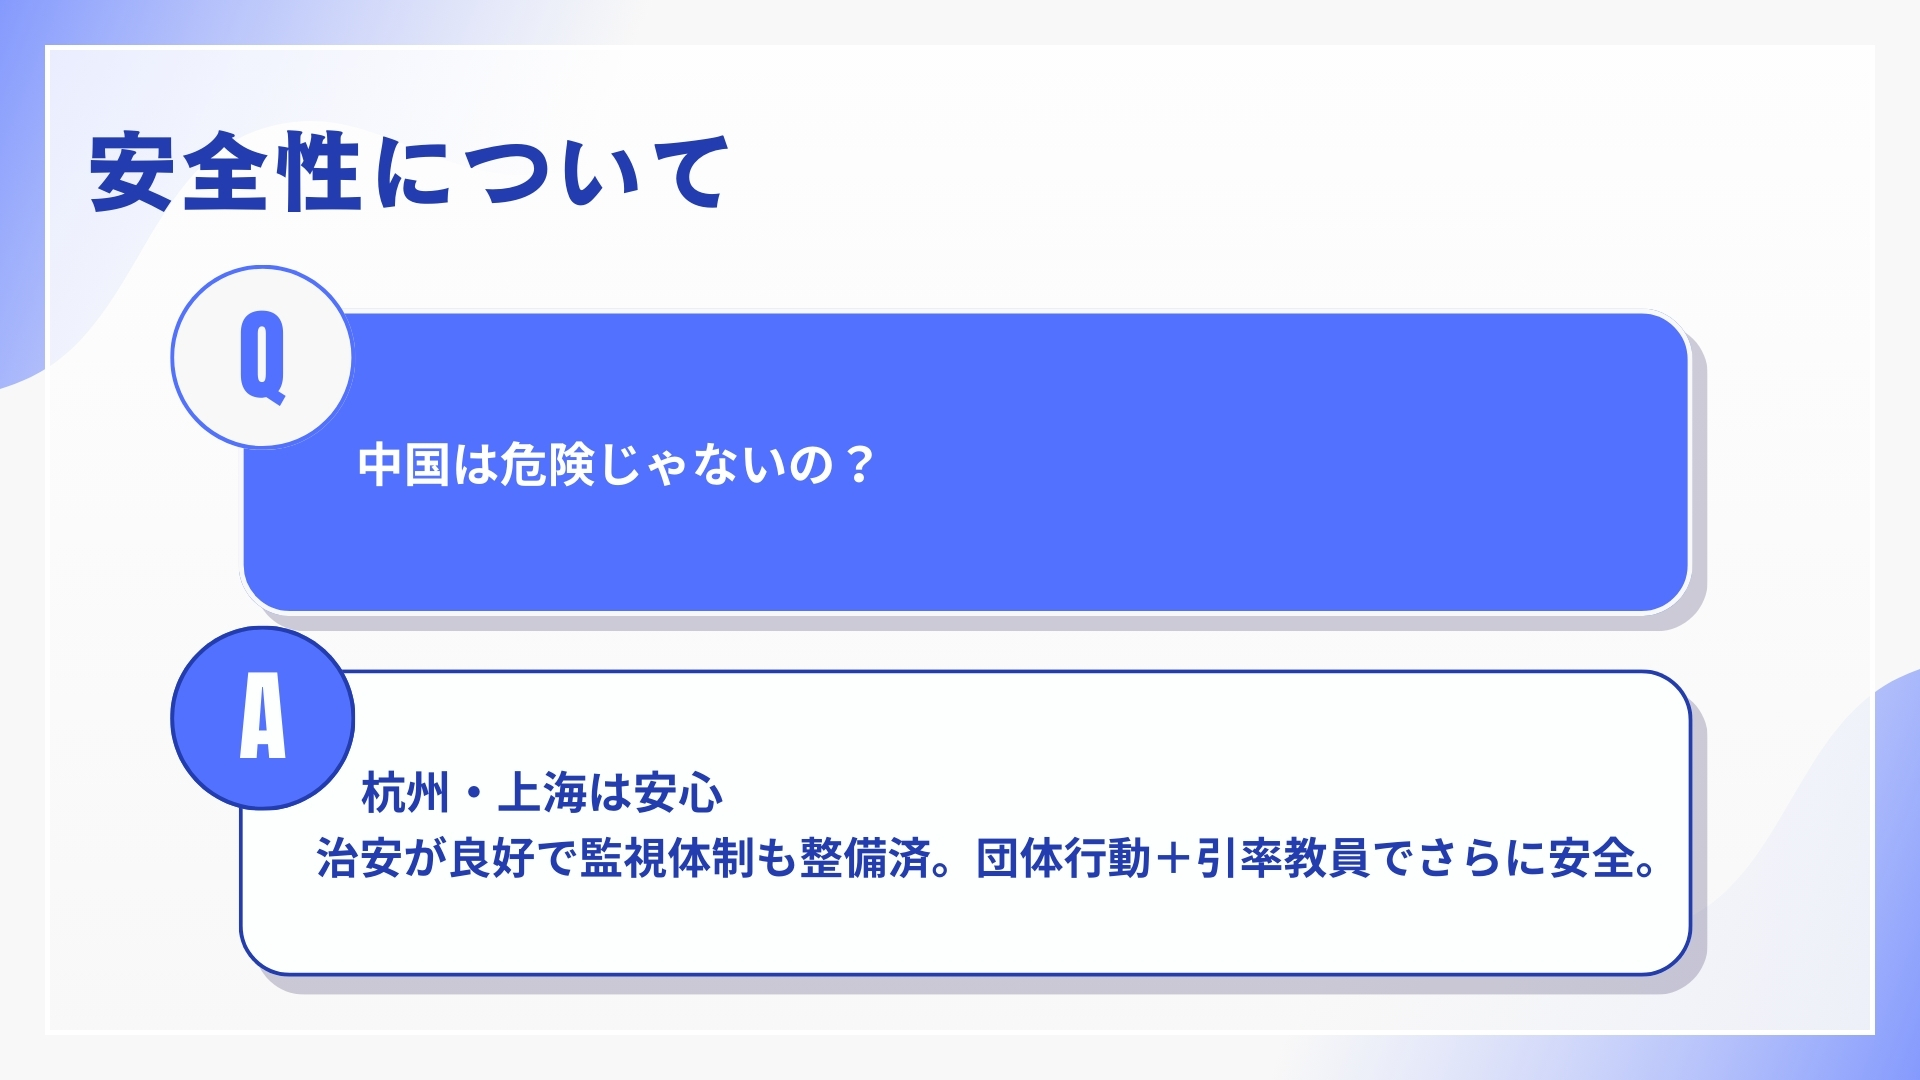 安全性について
Q
中国は危険じゃないの？
A
杭州・上海は安心
治安が良好で監視体制も整備済。団体行動＋引率教員でさらに安全。